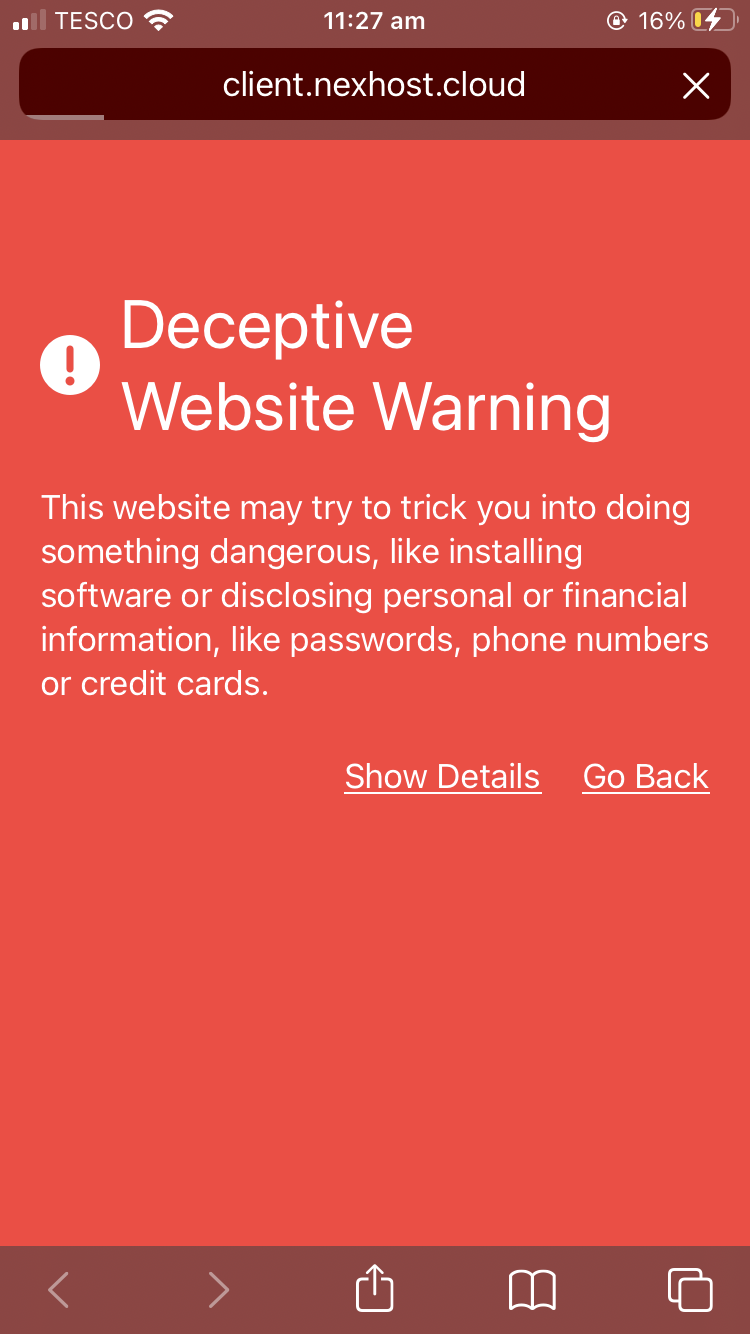 TESCO 11:27 am 16%
client.nexhost.cloud
Deceptive
Website Warning
This website may try to trick you into doing
something dangerous, like installing
software or disclosing personal or financial
information, like passwords, phone numbers
or credit cards.
Show Details Go Back